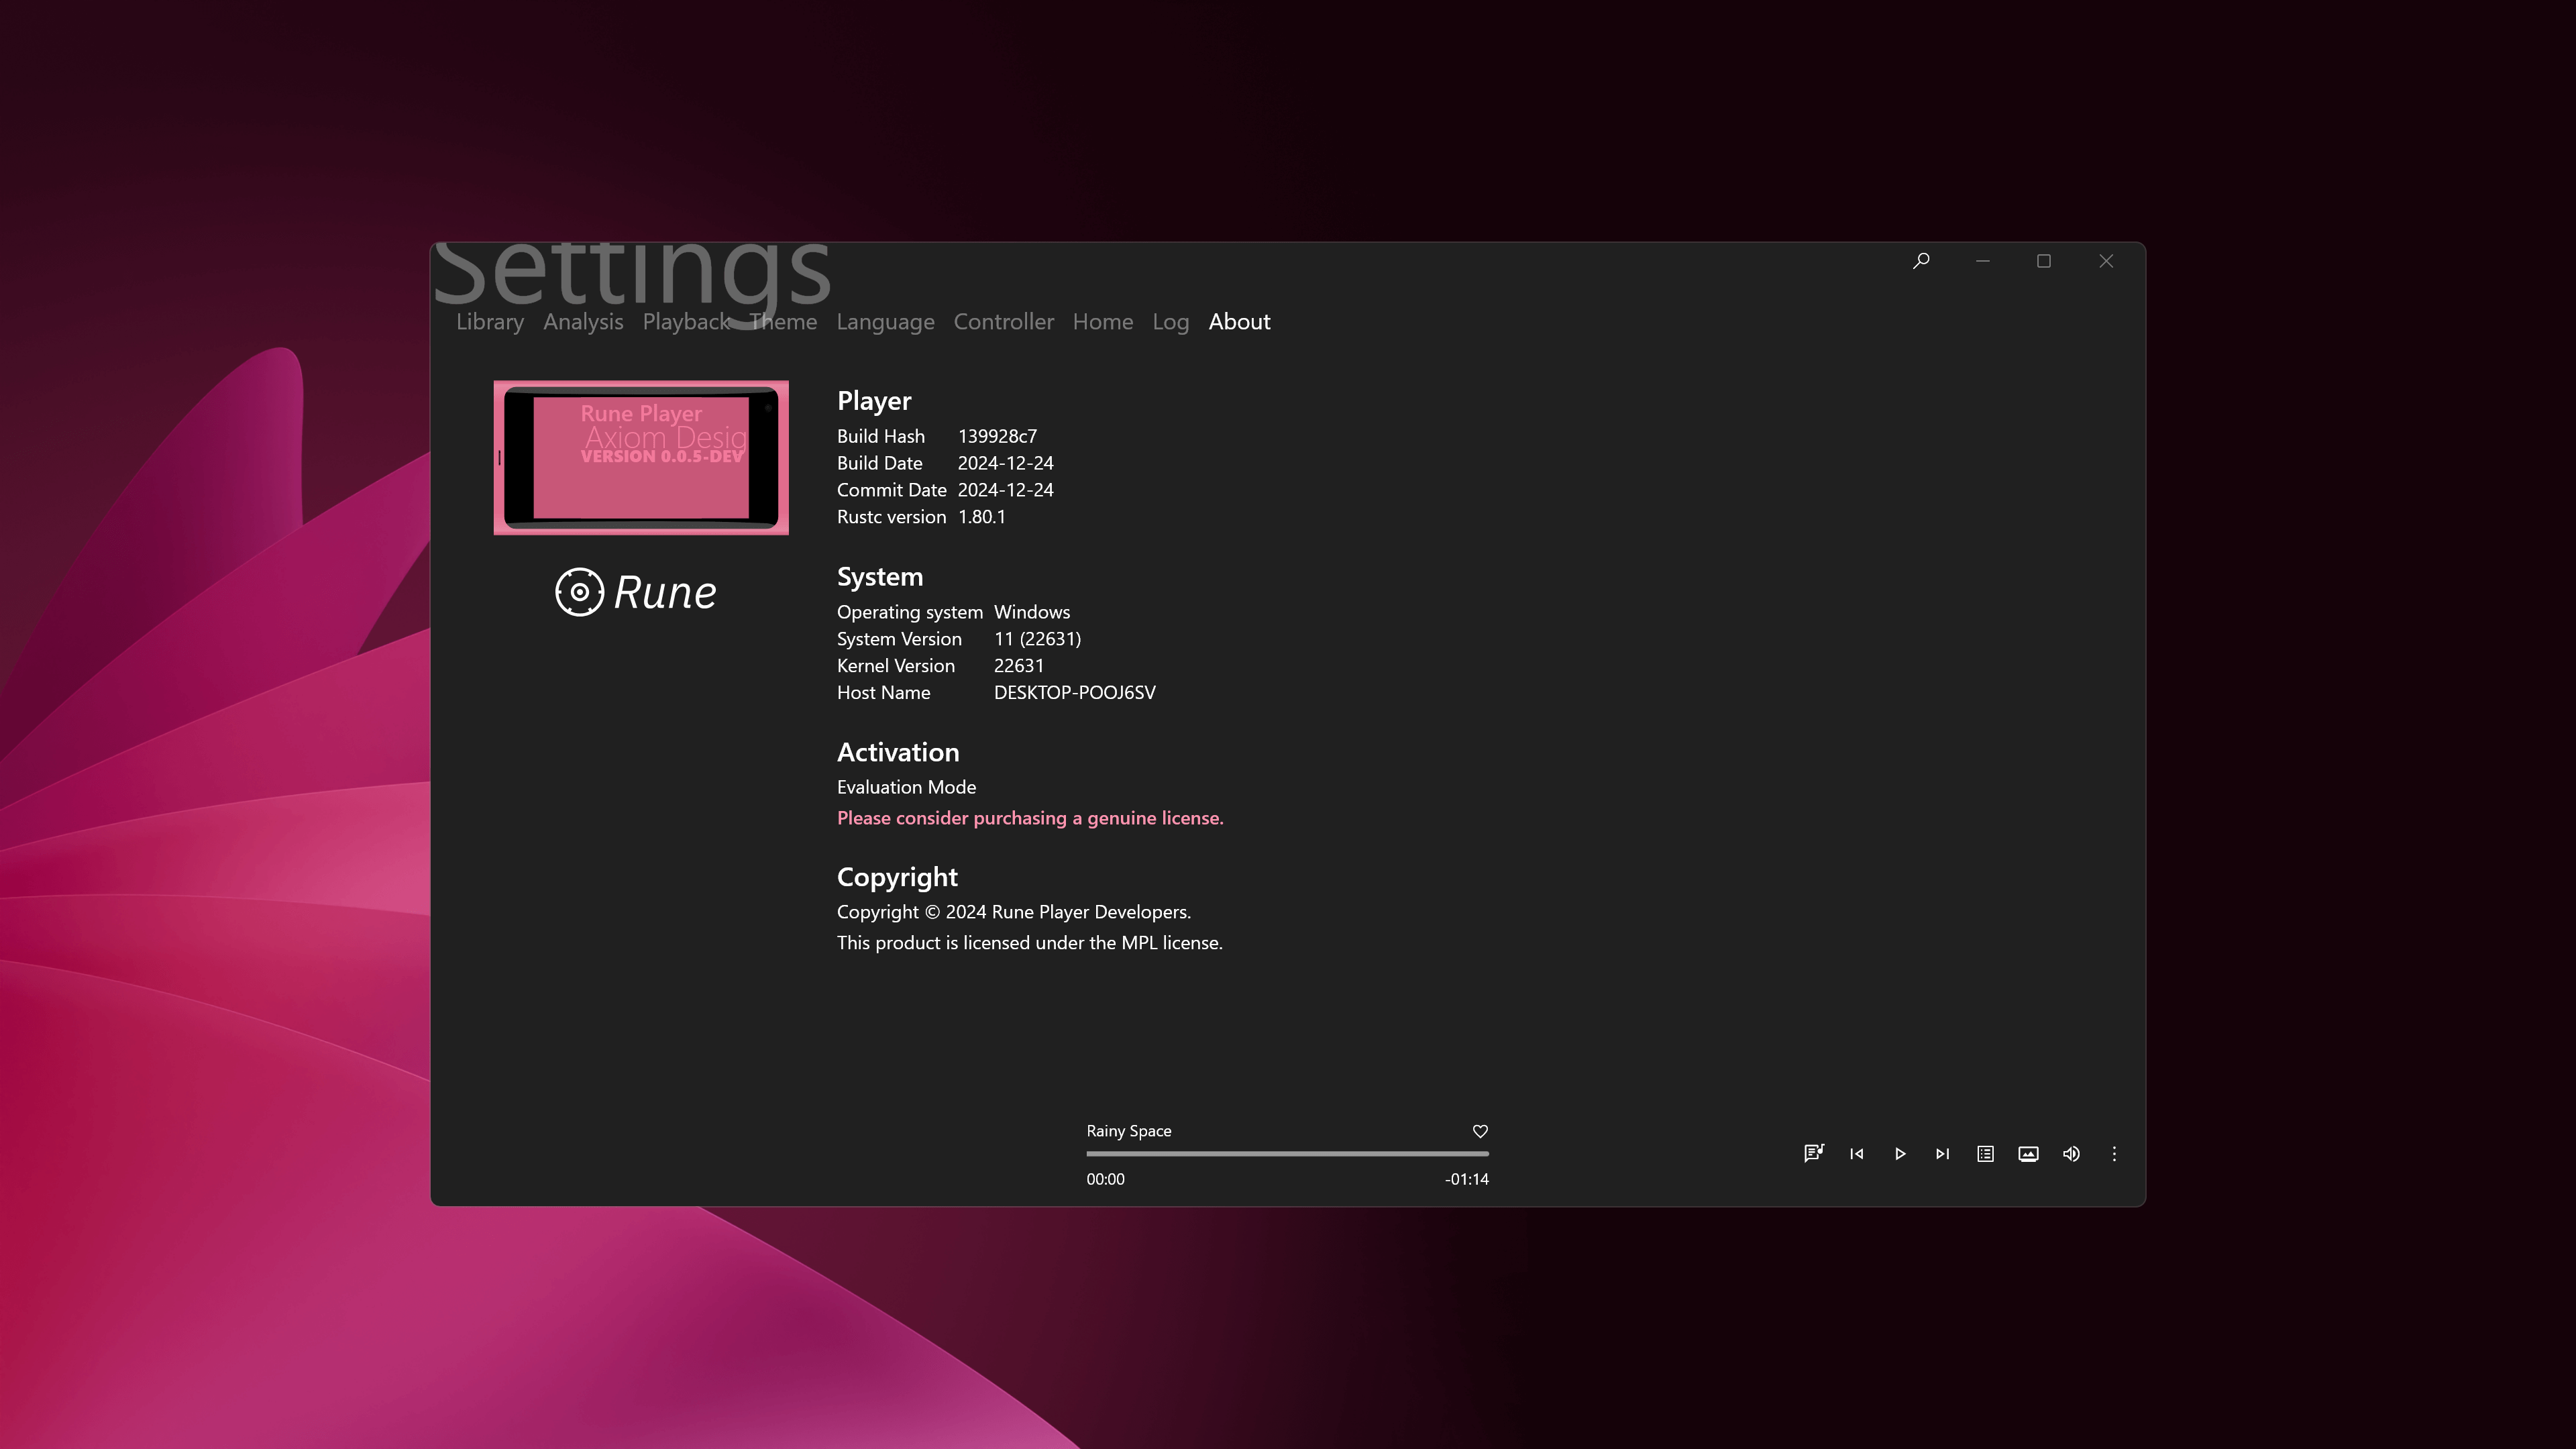 Settings
Library Analysis Playback Theme Language Controller Home Log About
Rune Player
Axiom Desig
VERSION 0.0.5-DEV
Rune
Player
Build Hash 139928c7
Build Date 2024-12-24
Commit Date 2024-12-24
Rustc version 1.80.1
System
Operating system Windows
System Version 11 (22631)
Kernel Version 22631
Host Name DESKTOP-POOJ6SV
Activation
Evaluation Mode
Please consider purchasing a genuine license.
Copyright
Copyright © 2024 Rune Player Developers.
This product is licensed under the MPL license.
Rainy Space
00:00 -01:14